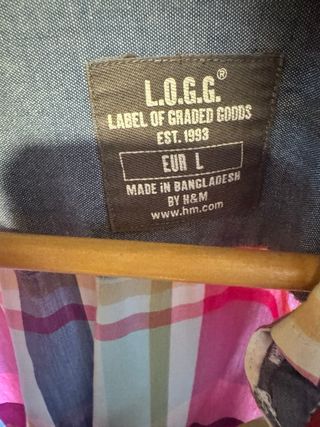 L.O.G.G.®
LABEL OF GRADED GOODS
EST. 1993
EUR L
MADE IN BANGLADESH
BY H&M
www.hm.com